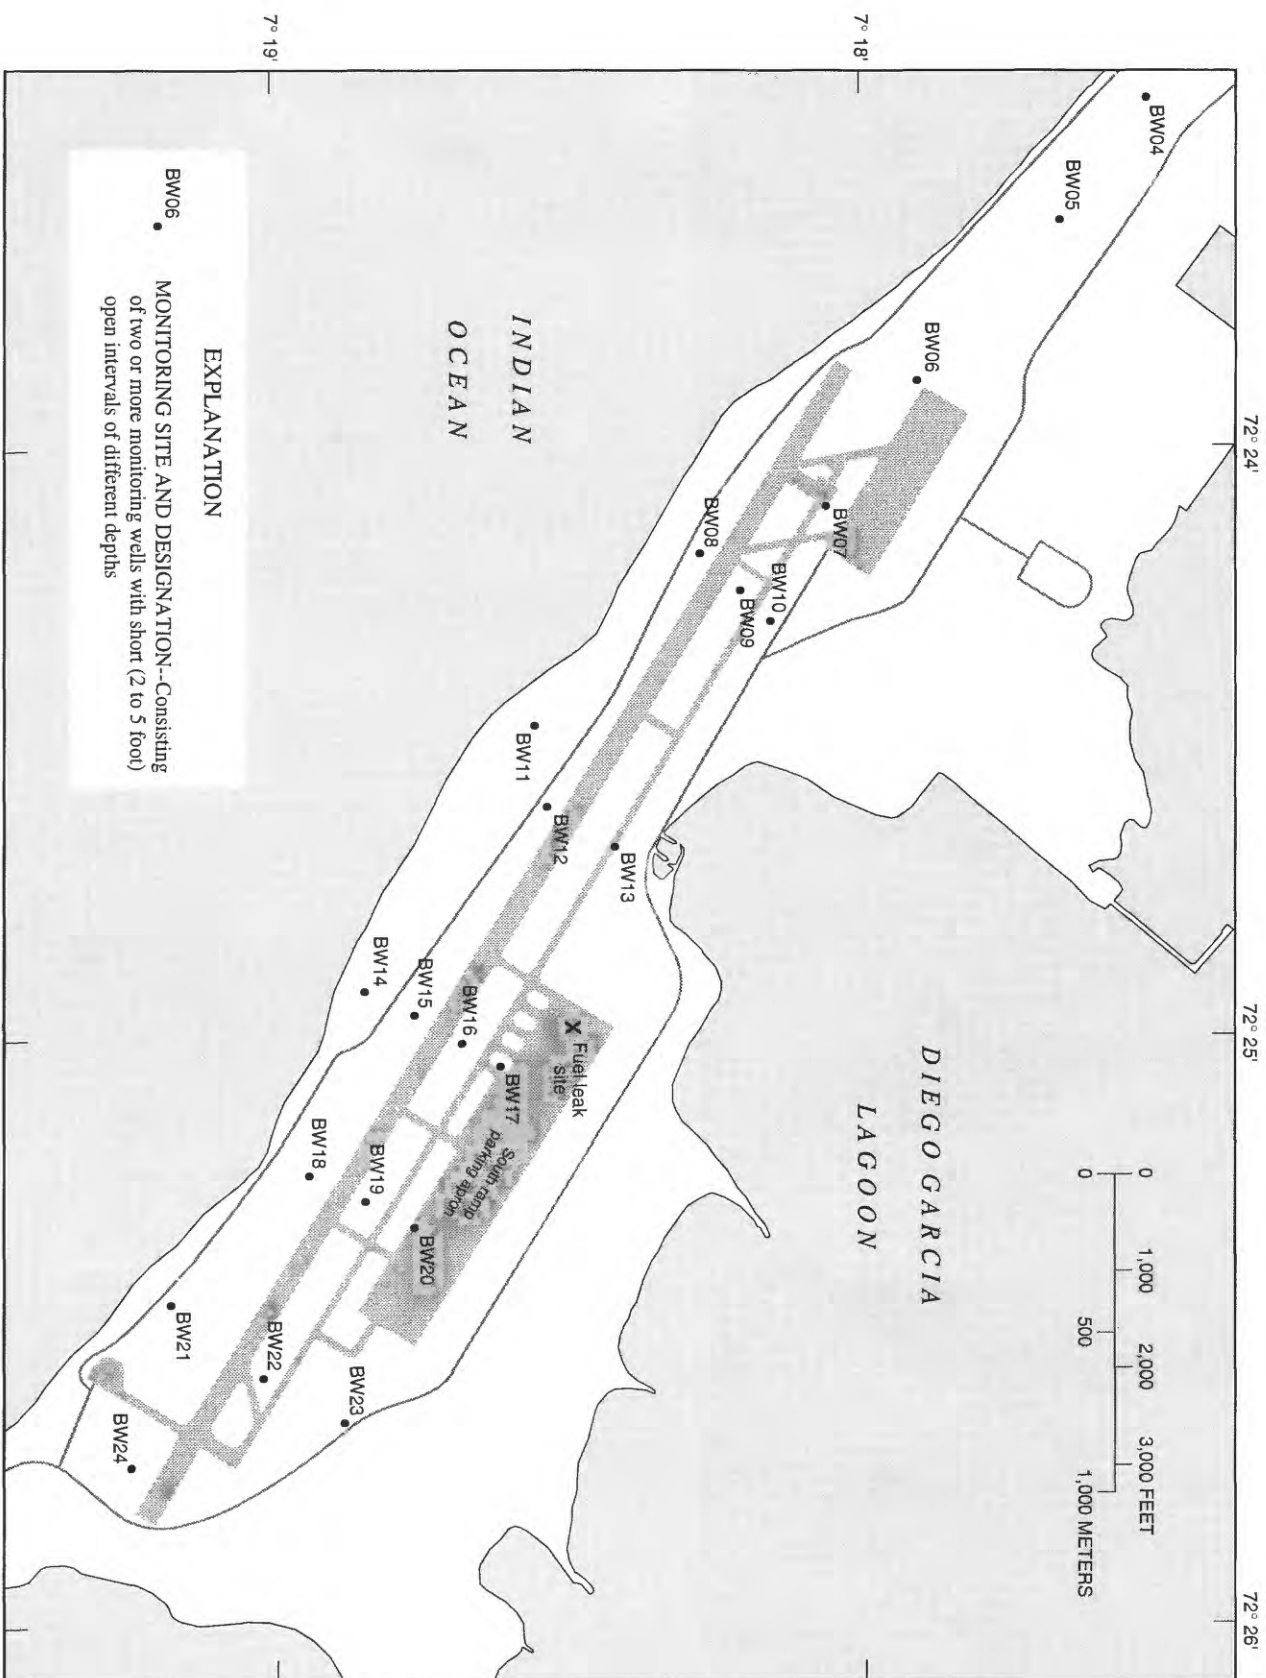 72° 24'
72° 25'
72° 26'
7° 18'
7° 19'
BW04
BW05
BW06
BW07
BW08
BW09
BW10
BW11
BW12
BW13
BW14
BW15
BW16
BW17
BW18
BW19
BW20
BW21
BW22
BW23
BW24
X Fuel leak
site
South ramp
parking apron
DIEGO GARCIA
LAGOON
INDIAN
OCEAN
0 1,000 2,000 3,000 FEET
0 500 1,000 METERS
EXPLANATION
BW06
MONITORING SITE AND DESIGNATION--Consisting
of two or more monitoring wells with short (2 to 5 foot)
open intervals of different depths